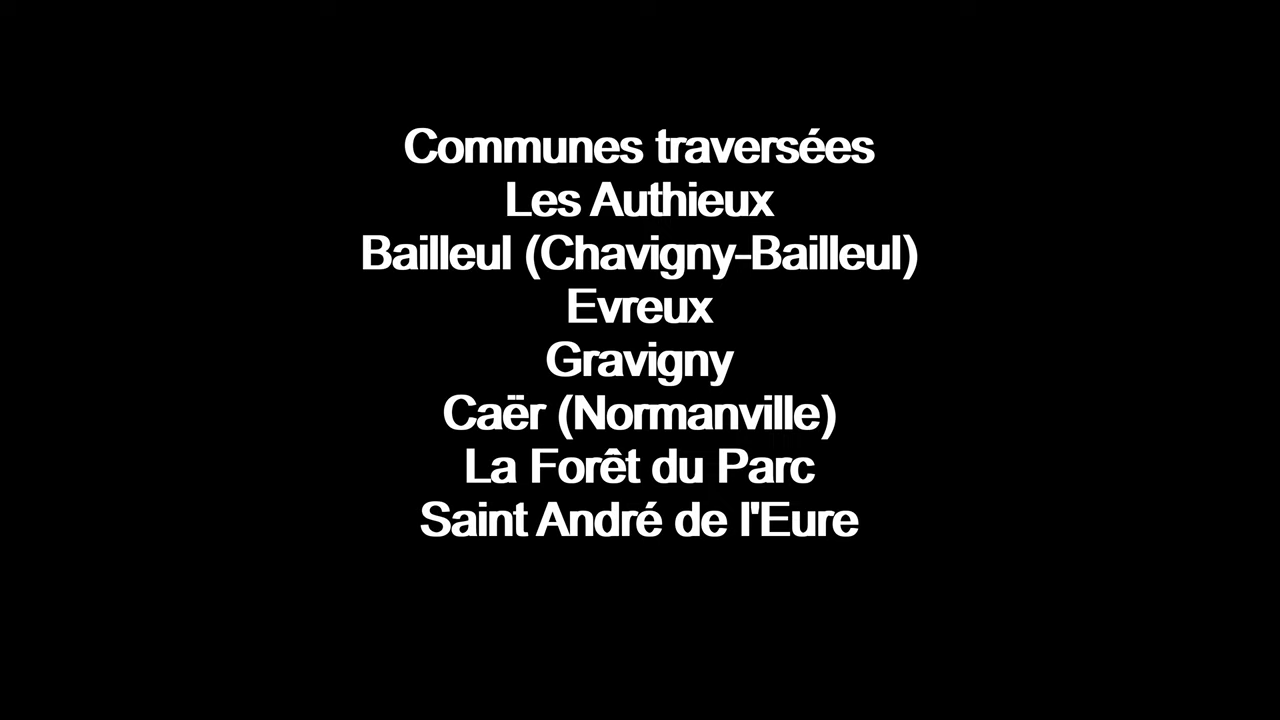 Communes traversées
Les Authieux
Bailleul (Chavigny-Bailleul)
Evreux
Gravigny
Caër (Normanville)
La Forêt du Parc
Saint André de l'Eure